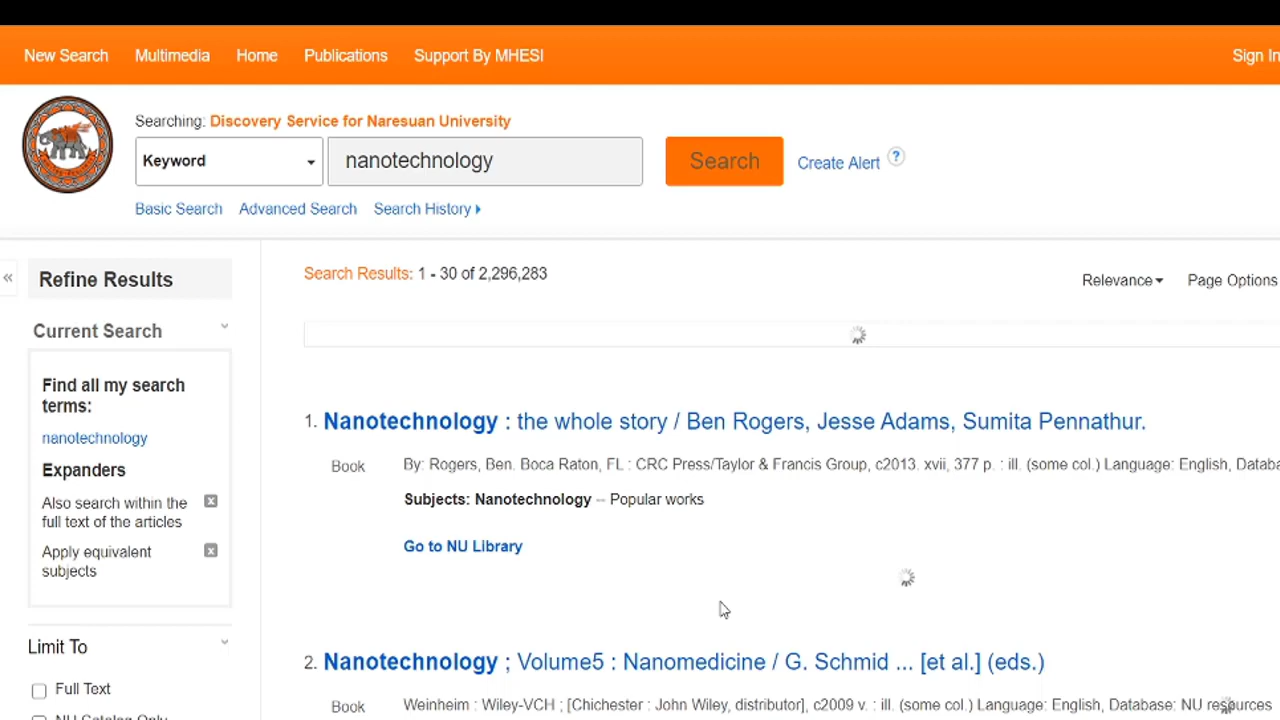 New Search Multimedia Home Publications Support By MHESI Sign In
Searching: Discovery Service for Naresuan University
Keyword nanotechnology Search Create Alert ?
Basic Search Advanced Search Search History
« Refine Results
Search Results: 1 - 30 of 2,296,283
Relevance Page Options
Current Search
Find all my search
terms:
nanotechnology
Expanders
Also search within the
full text of the articles
Apply equivalent
subjects
Limit To
Full Text
NU Catalog Only
1. Nanotechnology : the whole story / Ben Rogers, Jesse Adams, Sumita Pennathur.
Book By: Rogers, Ben. Boca Raton, FL : CRC Press/Taylor & Francis Group, c2013. xvii, 377 p. : ill. (some col.) Language: English, Databa
Subjects: Nanotechnology -- Popular works
Go to NU Library
2. Nanotechnology ; Volume5 : Nanomedicine / G. Schmid ... [et al.] (eds.)
Book Weinheim : Wiley-VCH ; [Chichester : John Wiley, distributor], c2009 v. : ill. (some col.) Language: English, Database: NU resources